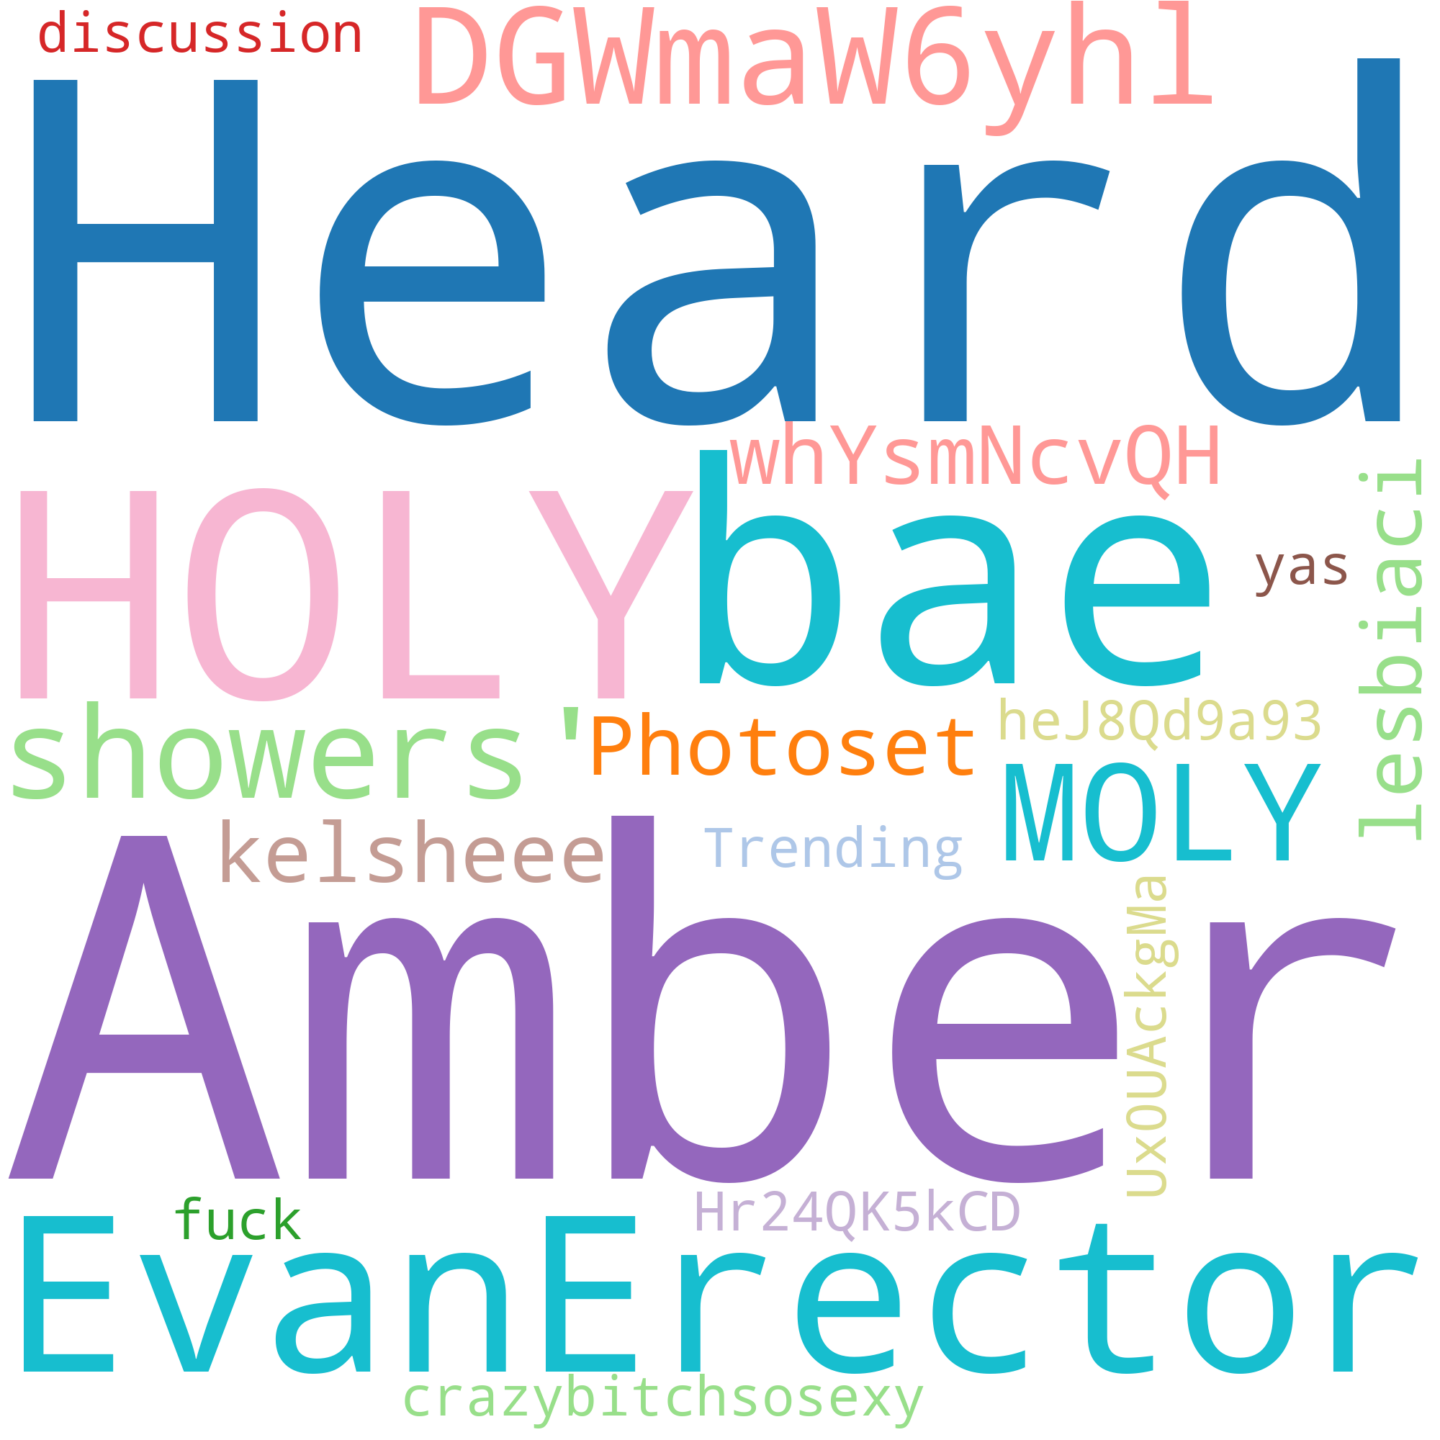 discussion
DGWmaW6yhl
Heard
whYsmNcvQH
HOLY
bae
yas
lesbiaci
showers'
Photoset
heJ8Qd9a93
MOLY
kelsheee
Trending
Amber
UxOUAckgMa
fuck
Hr24QK5kCD
EvanErector
crazybitchsosexy